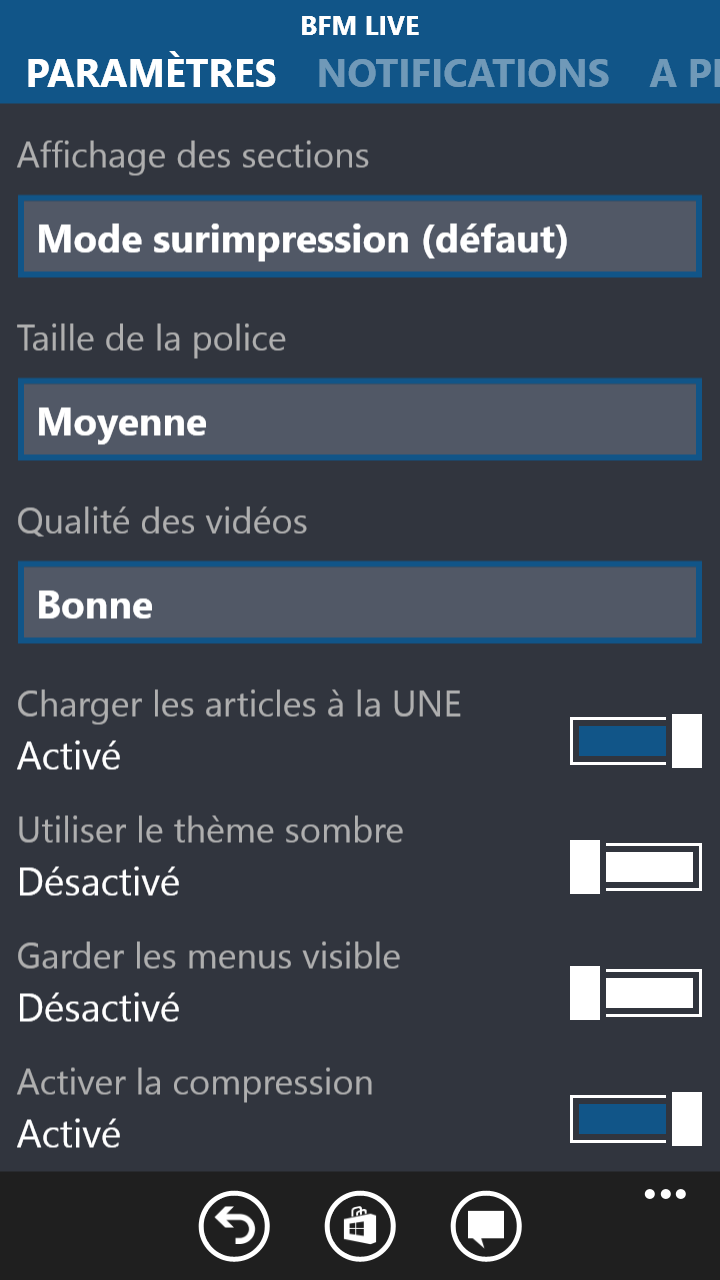 BFM LIVE
PARAMÈTRES NOTIFICATIONS A
Affichage des sections
Mode surimpression (défaut)
Taille de la police
Moyenne
Qualité des vidéos
Bonne
Charger les articles à la UNE
Activé
Utiliser le thème sombre
Désactivé
Garder les menus visible
Désactivé
Activer la compression
Activé